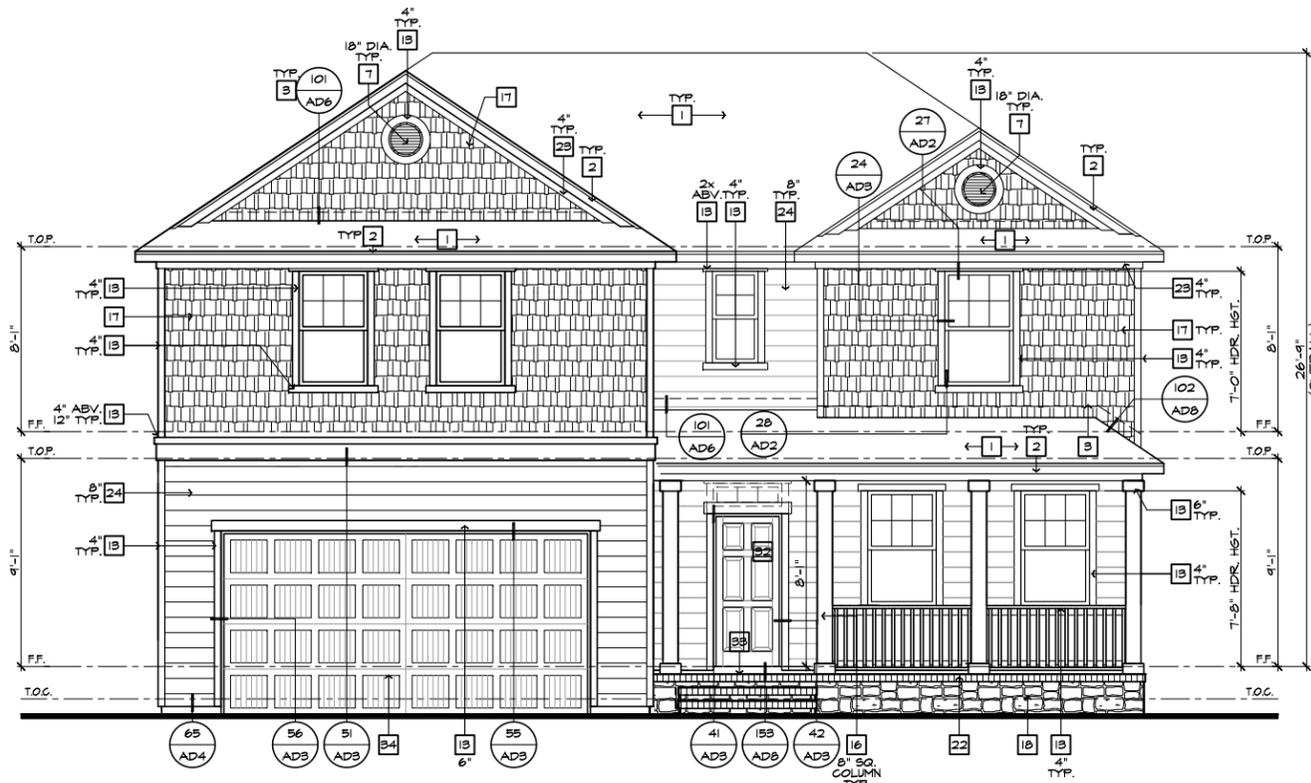 4"
TYP.
13
18" DIA.
TYP.
7
TYP.
3
101
AD6
17
4"
TYP.
23
TYP.
2
TYP.
1
4"
TYP.
13
18" DIA.
TYP.
7
27
AD2
24
AD3
TYP.
2
2x
ABV.
13
4"
TYP.
13
8"
TYP.
24
T.O.P.
TYP.
2
1
1
T.O.P.
4"
TYP.
13
17
4"
TYP.
13
8'-1"
4" ABV.
12" TYP.
13
F.F.
T.O.P.
23
4"
TYP.
17
TYP.
13
4"
TYP.
7'-0" HDR. HGT.
8'-1"
26'-9"
102
AD8
F.F.
101
AD6
28
AD2
1
TYP.
2
3
T.O.P.
8"
TYP.
24
4"
TYP.
13
9'-1"
F.F.
T.O.C.
32
8'-1"
33
13
6"
TYP.
13
4"
TYP.
7'-8" HDR. HGT.
9'-1"
F.F.
T.O.C.
65
AD4
56
AD3
51
AD3
34
13
6"
55
AD3
41
AD3
153
AD8
42
AD3
16
8" SQ.
COLUMN
22
18
13
4"
TYP.